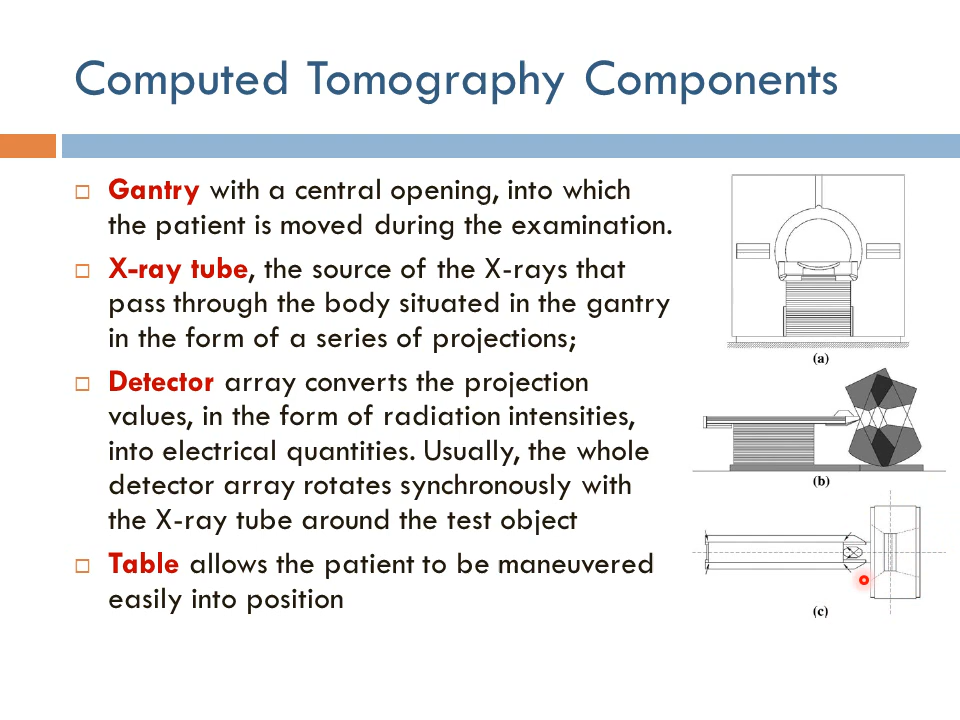 Computed Tomography Components
Gantry with a central opening, into which
the patient is moved during the examination.
X-ray tube, the source of the X-rays that
pass through the body situated in the gantry
in the form of a series of projections;
Detector array converts the projection
values, in the form of radiation intensities,
into electrical quantities. Usually, the whole
detector array rotates synchronously with
the X-ray tube around the test object
Table allows the patient to be maneuvered
easily into position
(a)
(b)
(c)